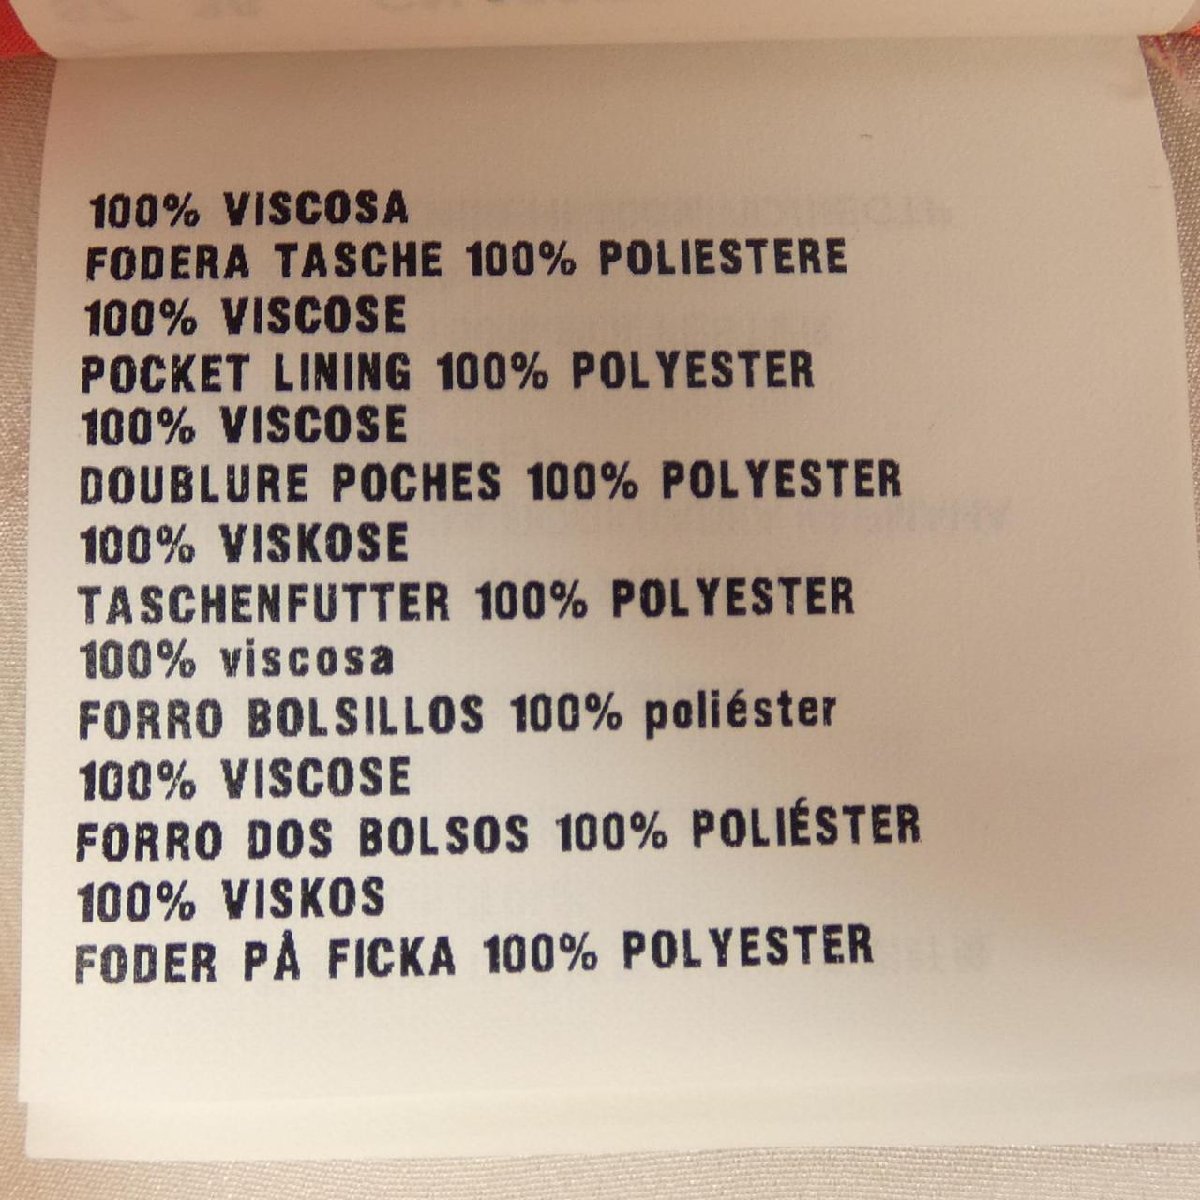 100% VISCOSA
FODERA TASCHE 100% POLIESTERE
100% VISCOSE
POCKET LINING 100% POLYESTER
100% VISCOSE
DOUBLURE POCHES 100% POLYESTER
100% VISKOSE
TASCHENFUTTER 100% POLYESTER
100% viscosa
FORRO BOLSILLOS 100% poliéster
100% VISCOSE
FORRO DOS BOLSOS 100% POLIÉSTER
100% VISKOS
FODER PÅ FICKA 100% POLYESTER